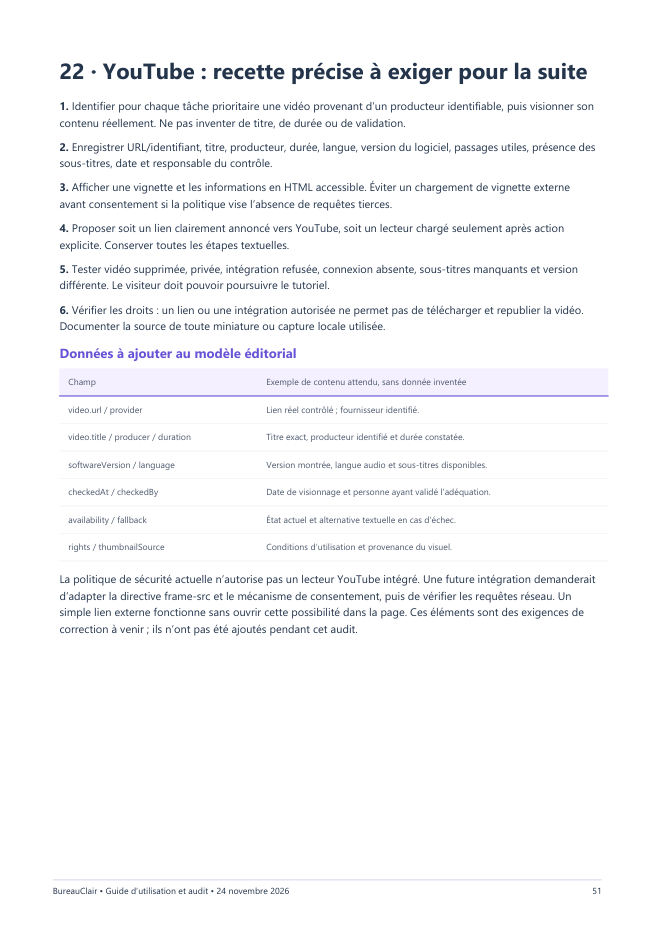 22 · YouTube : recette précise à exiger pour la suite
1. Identifier pour chaque tâche prioritaire une vidéo provenant d’un producteur identifiable, puis visionner son
contenu réellement. Ne pas inventer de titre, de durée ou de validation.
2. Enregistrer URL/identifiant, titre, producteur, durée, langue, version du logiciel, passages utiles, présence des
sous-titres, date et responsable du contrôle.
3. Afficher une vignette et les informations en HTML accessible. Éviter un chargement de vignette externe
avant consentement si la politique vise l’absence de requêtes tierces.
4. Proposer soit un lien clairement annoncé vers YouTube, soit un lecteur chargé seulement après action
explicite. Conserver toutes les étapes textuelles.
5. Tester vidéo supprimée, privée, intégration refusée, connexion absente, sous-titres manquants et version
différente. Le visiteur doit pouvoir poursuivre le tutoriel.
6. Vérifier les droits : un lien ou une intégration autorisée ne permet pas de télécharger et republier la vidéo.
Documenter la source de toute miniature ou capture locale utilisée.
Données à ajouter au modèle éditorial
Champ Exemple de contenu attendu, sans donnée inventée
video.url / provider Lien réel contrôlé ; fournisseur identifié.
video.title / producer / duration Titre exact, producteur identifié et durée constatée.
softwareVersion / language Version montrée, langue audio et sous-titres disponibles.
checkedAt / checkedBy Date de visionnage et personne ayant validé l’adéquation.
availability / fallback État actuel et alternative textuelle en cas d’échec.
rights / thumbnailSource Conditions d’utilisation et provenance du visuel.
La politique de sécurité actuelle n’autorise pas un lecteur YouTube intégré. Une future intégration demanderait
d’adapter la directive frame-src et le mécanisme de consentement, puis de vérifier les requêtes réseau. Un
simple lien externe fonctionne sans ouvrir cette possibilité dans la page. Ces éléments sont des exigences de
correction à venir ; ils n’ont pas été ajoutés pendant cet audit.
BureauClair • Guide d’utilisation et audit • 24 novembre 2026 51